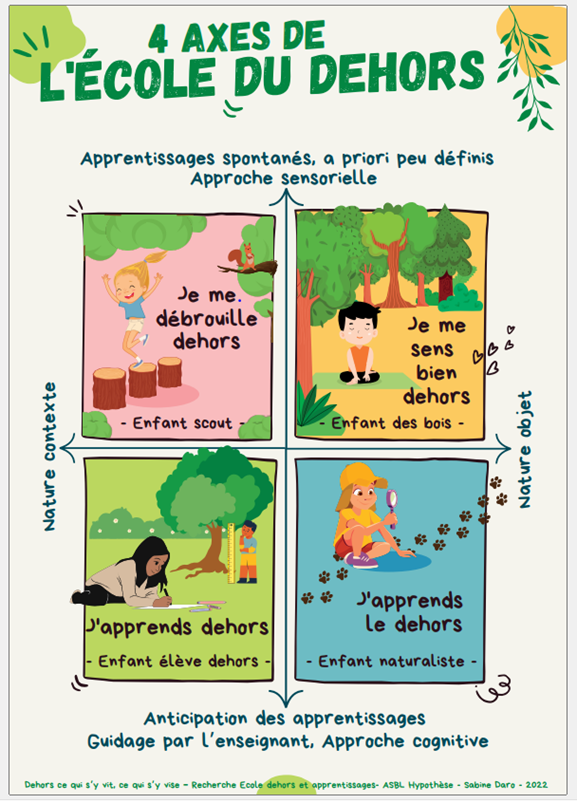 4 AXES DE
L'ÉCOLE DU DEHORS
Apprentissages spontanés, a priori peu définis
Approche sensorielle
Je me.
débrouille
dehors
- Enfant scout -
Je me
sens
bien
dehors
- Enfant des bois -
Nature contexte
Nature objet
J'apprends dehors
- Enfant élève dehors -
J'apprends
le dehors
- Enfant naturaliste -
Anticipation des apprentissages
Guidage par l'enseignant, Approche cognitive
Dehors ce qui s'y vit, ce qui s'y vise – Recherche Ecole dehors et apprentissages- ASBL Hypothèse - Sabine Daro - 2022